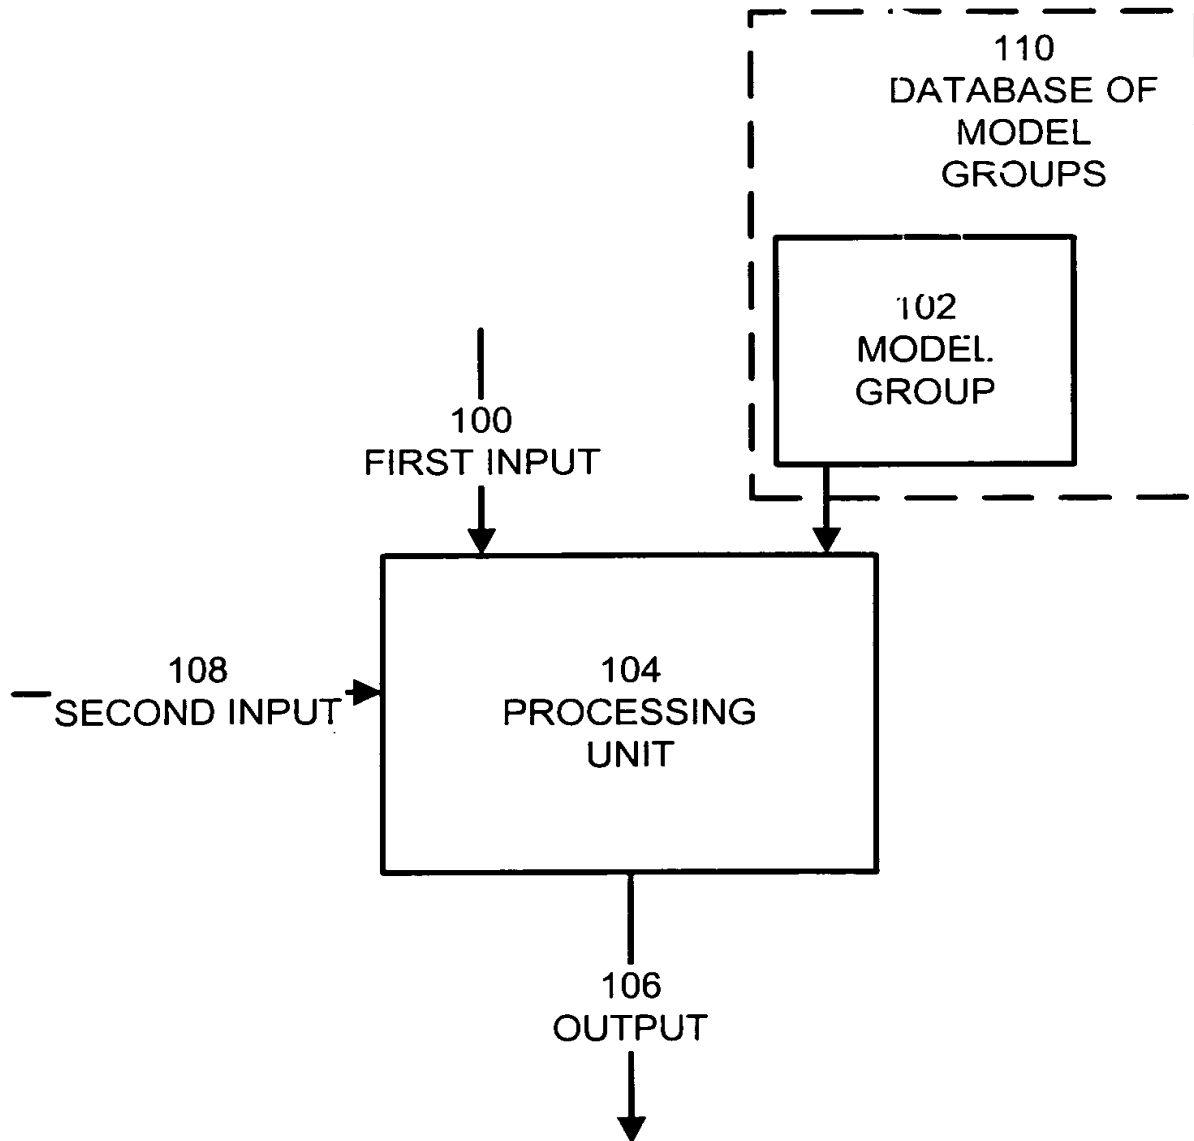 110
DATABASE OF
MODEL
GROUPS
102
MODEL
GROUP
100
FIRST INPUT
108
SECOND INPUT
104
PROCESSING
UNIT
106
OUTPUT